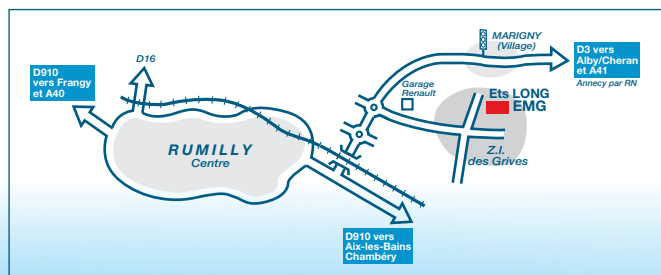 D910
vers Frangy
et A40
D16
RUMILLY
Centre
MARIGNY
(Village)
D3 vers
Alby/Cheran
et A41
Annecy par RN
Garage
Renault
Ets LONG
EMG
Z.I.
des Grives
D910 vers
Aix-les-Bains
Chambéry